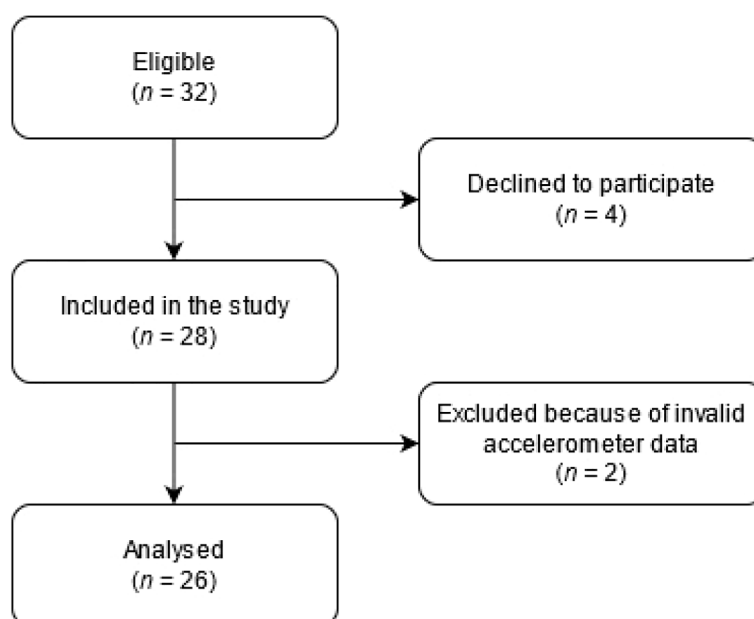 Eligible
(n = 32)
Declined to participate
(n = 4)
Included in the study
(n = 28)
Excluded because of invalid
accelerometer data
(n = 2)
Analysed
(n = 26)